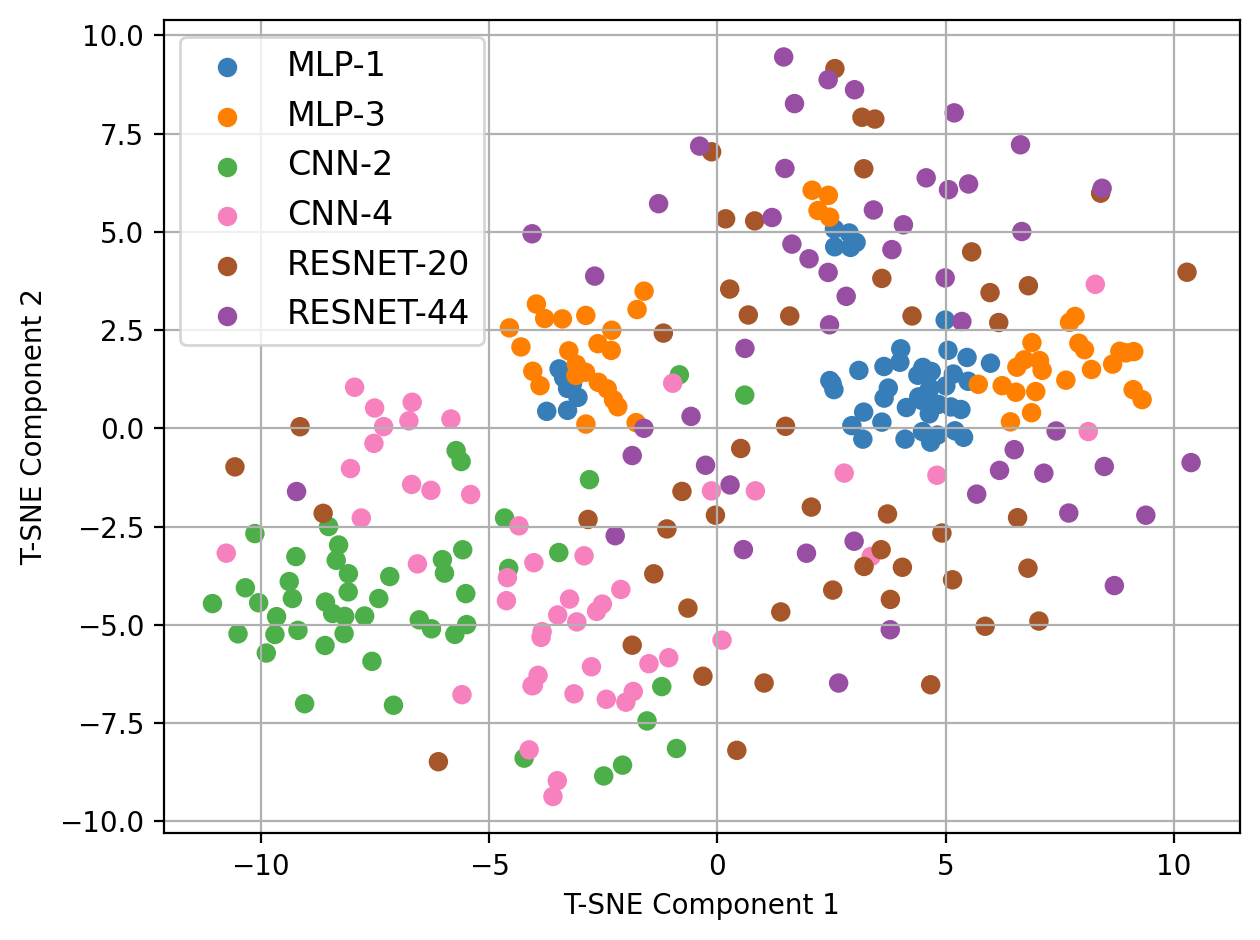 10.0
7.5
5.0
2.5
0.0
−2.5
−5.0
−7.5
−10.0
T-SNE Component 2
MLP-1
MLP-3
CNN-2
CNN-4
RESNET-20
RESNET-44
−10
−5
0
5
10
T-SNE Component 1